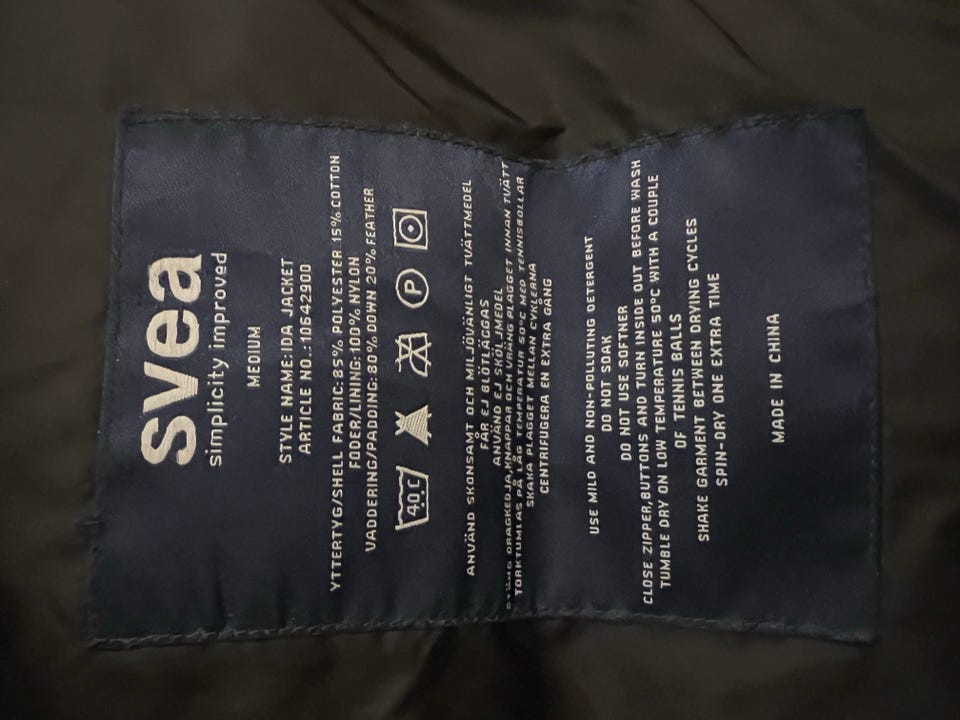 svea
simplicity improved
MEDIUM
STYLE NAME:IDA JACKET
ARTICLE NO.:10642900
YTTERTYG/SHELL FABRIC:85% POLYESTER 15% COTTON
FODER/LINING:100% NYLON
VADDERING/PADDING:80% DOWN 20% FEATHER
40C P
ANVÄND SKONSAMT OCH MILJÖVÄNLIGT TVÄTTMEDEL
FÅR EJ BLÖTLÄGGAS
ANVÄND EJ SKÖLJMEDEL
STÄNG DRAGKEDJA,KNAPPAR OCH VRÄNG PLAGGET INNAN TVÄTT
TORKTUMLAS PÅ LÅG TEMPERATUR 50°C MED TENNISBOLLAR
SKAKA PLAGGET MELLAN CYKLERNA
CENTRIFUGERA EN EXTRA GÅNG
USE MILD AND NON-POLLUTING DETERGENT
DO NOT SOAK
DO NOT USE SOFTNER
CLOSE ZIPPER,BUTTONS AND TURN INSIDE OUT BEFORE WASH
TUMBLE DRY ON LOW TEMPERATURE 50°C WITH A COUPLE
OF TENNIS BALLS
SHAKE GARMENT BETWEEN DRYING CYCLES
SPIN-DRY ONE EXTRA TIME
MADE IN CHINA